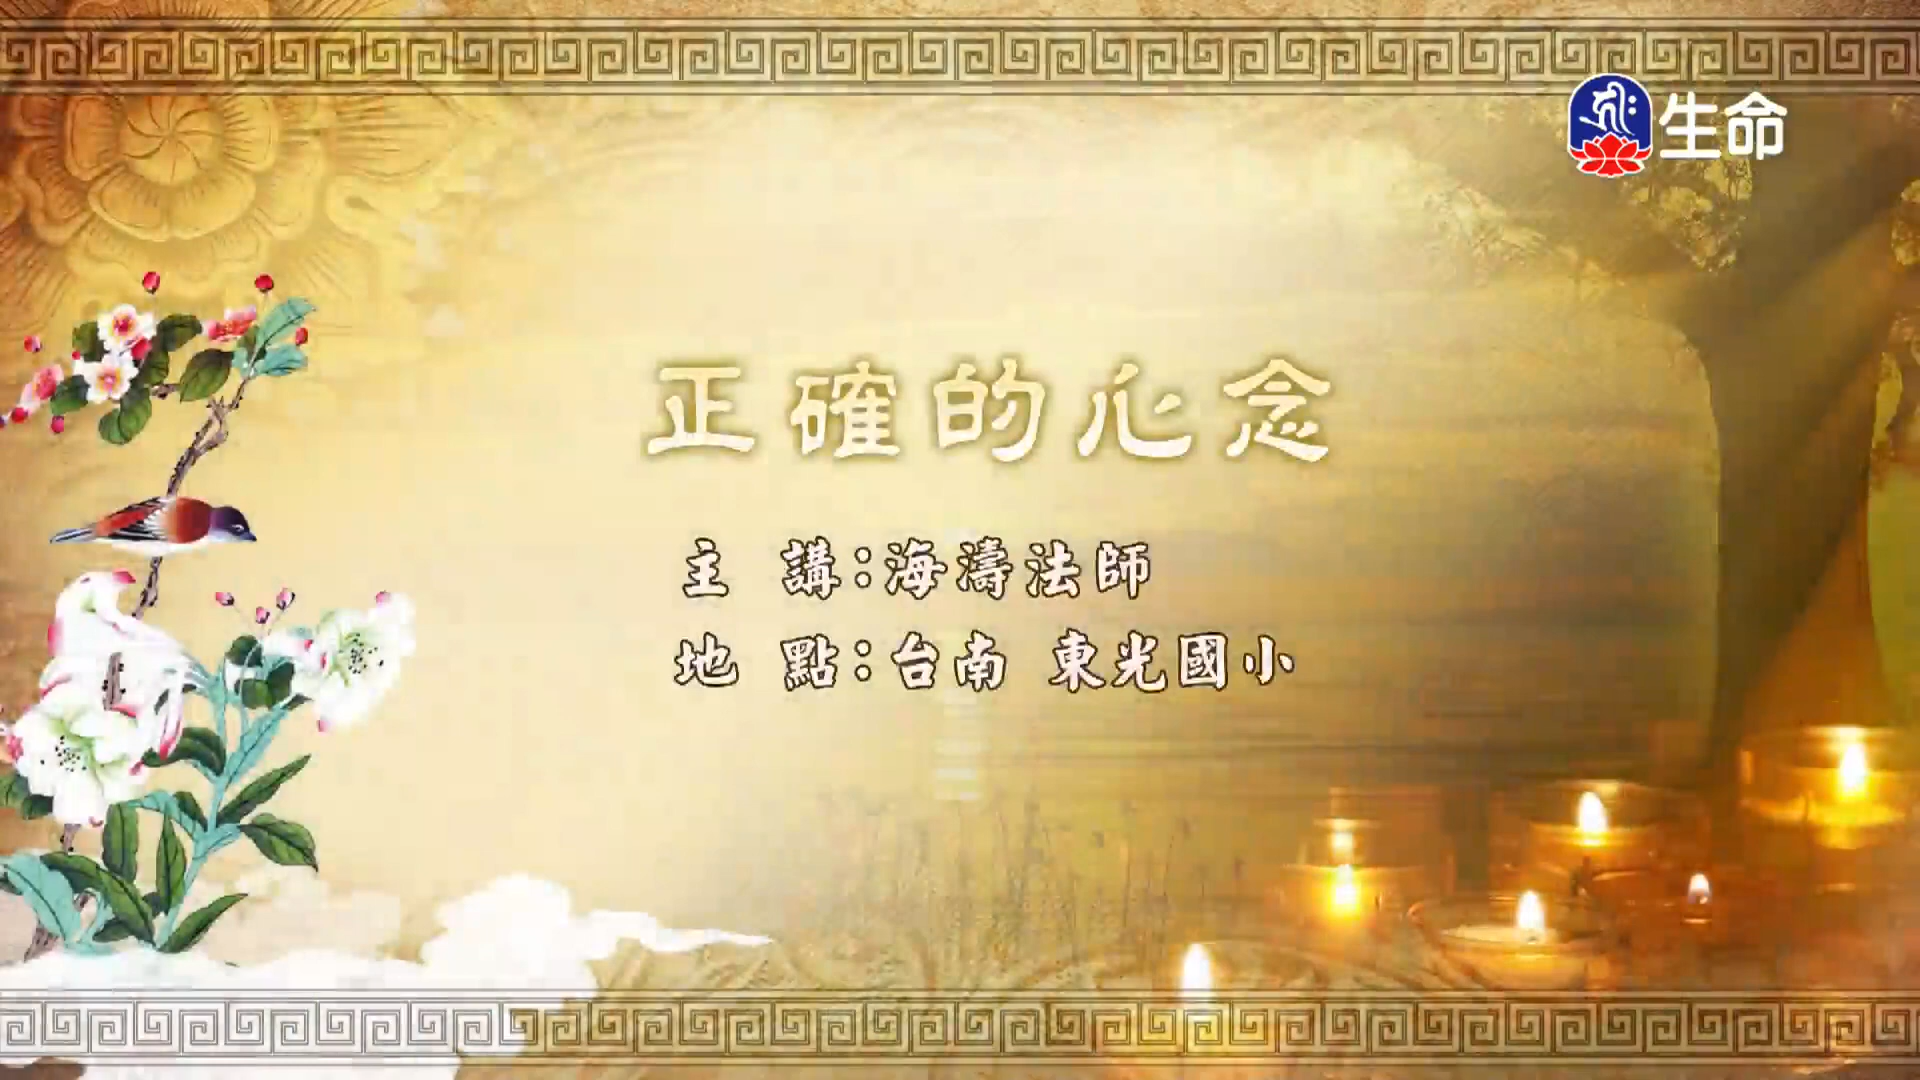 生命
正確的心念
主 講：海濤法師
地 點：台南 東光國小